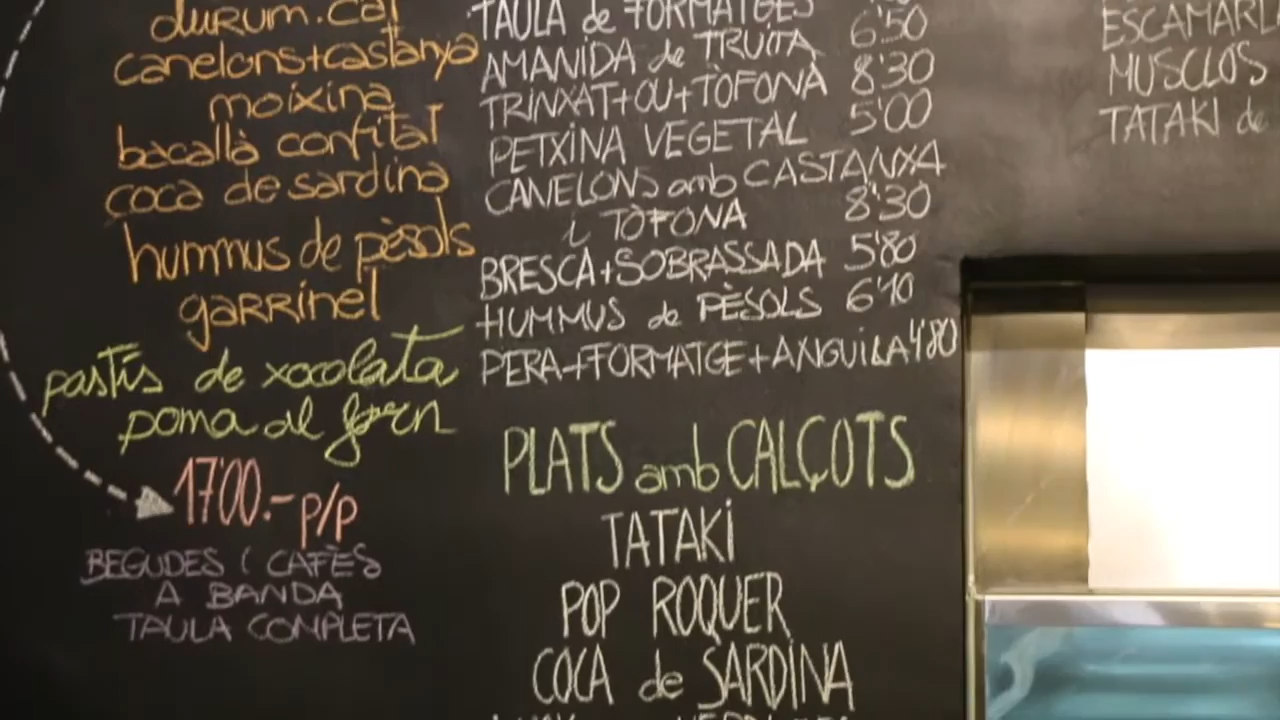 durum.cat
canelons+castanya
moixina
bacallà confitat
coca de sardina
hummus de pèsols
garrinel
pastís de xocolata
poma al forn
1700.- p/p
BEGUDES i CAFÈS
A BANDA
TAULA COMPLETA
TAULA de FORMATGES
AMANIDA de TRUITA 6'50
TRINXAT+OU+TÒFONA 8'30
PETXINA VEGETAL 5'00
CANELONS amb CASTANXA
i TÒFONA 8'30
BRESCA+SOBRASSADA 5'80
HUMMUS de PÈSOLS 6'10
PERA+FORMATGE+ANGUILA 4'80
PLATS amb CALÇOTS
TATAKI
POP ROQUER
COCA de SARDINA
ESCAMARL
MUSCLOS
TATAKI de